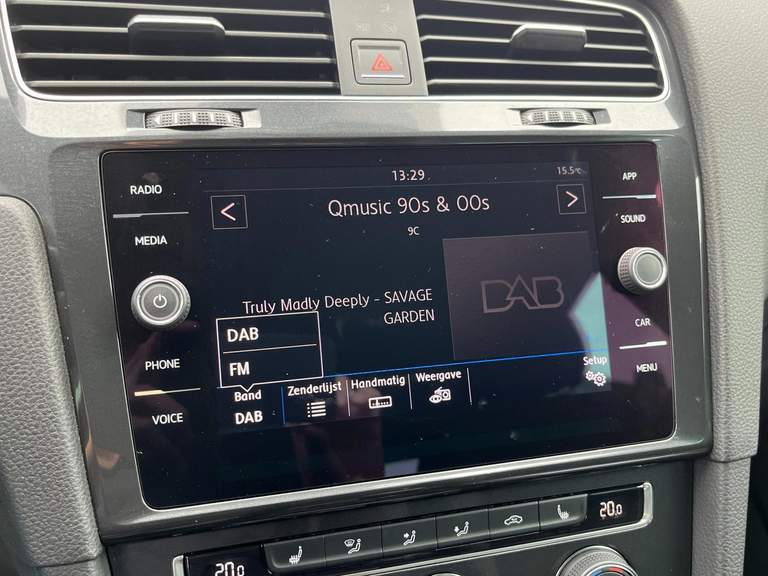 RADIO
MEDIA
PHONE
VOICE
13:29
15.5°C
Qmusic 90s & 00s
9C
Truly Madly Deeply - SAVAGE
GARDEN
DAB
DAB
FM
Band
DAB
Zenderlijst
Handmatig
Weergave
Setup
APP
SOUND
CAR
MENU
20.0
20.0